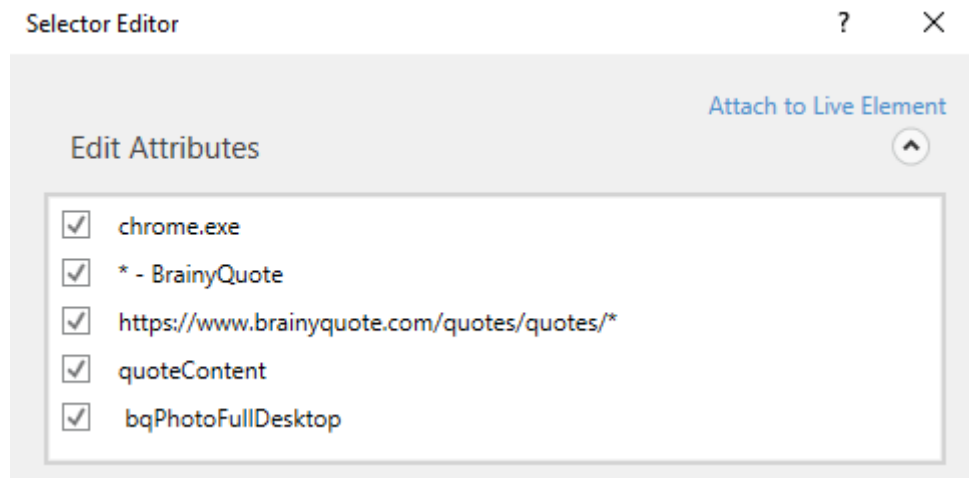 Selector Editor ?
Attach to Live Element
Edit Attributes
chrome.exe
* - BrainyQuote
https://www.brainyquote.com/quotes/quotes/*
quoteContent
bqPhotoFullDesktop